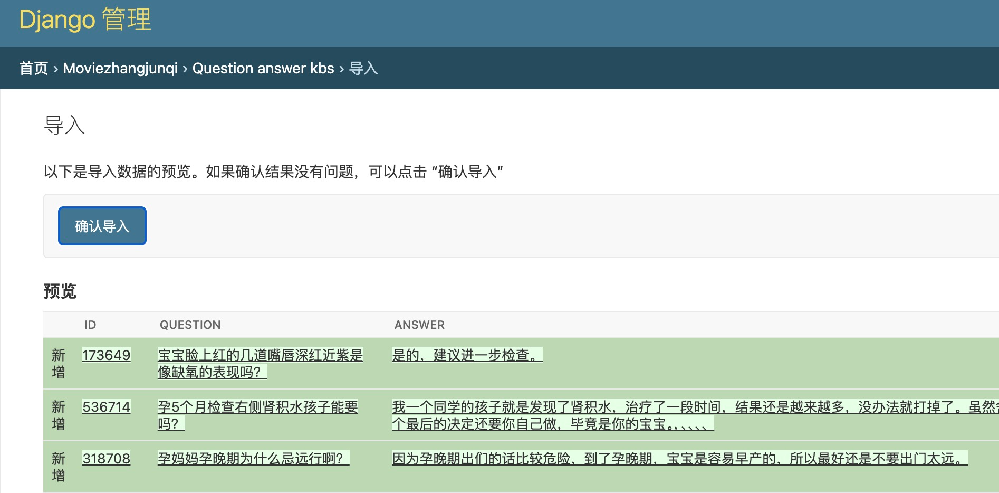 Django 管理
首页 › Moviezhangjunqi › Question answer kbs › 导入
导入
以下是导入数据的预览。如果确认结果没有问题，可以点击 “确认导入”
确认导入
预览
ID QUESTION ANSWER
新增 173649 宝宝脸上红的几道嘴唇深红近紫是 是的，建议进一步检查。
像缺氧的表现吗？
新增 536714 孕5个月检查右侧肾积水孩子能要 我一个同学的孩子就是发现了肾积水，治疗了一段时间，结果还是越来越多，没办法就打掉了。虽然
吗？ 个最后的决定还要你自己做，毕竟是你的宝宝。，、、、、
新增 318708 孕妈妈孕晚期为什么忌远行啊？ 因为孕晚期出们的话比较危险，到了孕晚期，宝宝是容易早产的，所以最好还是不要出门太远。